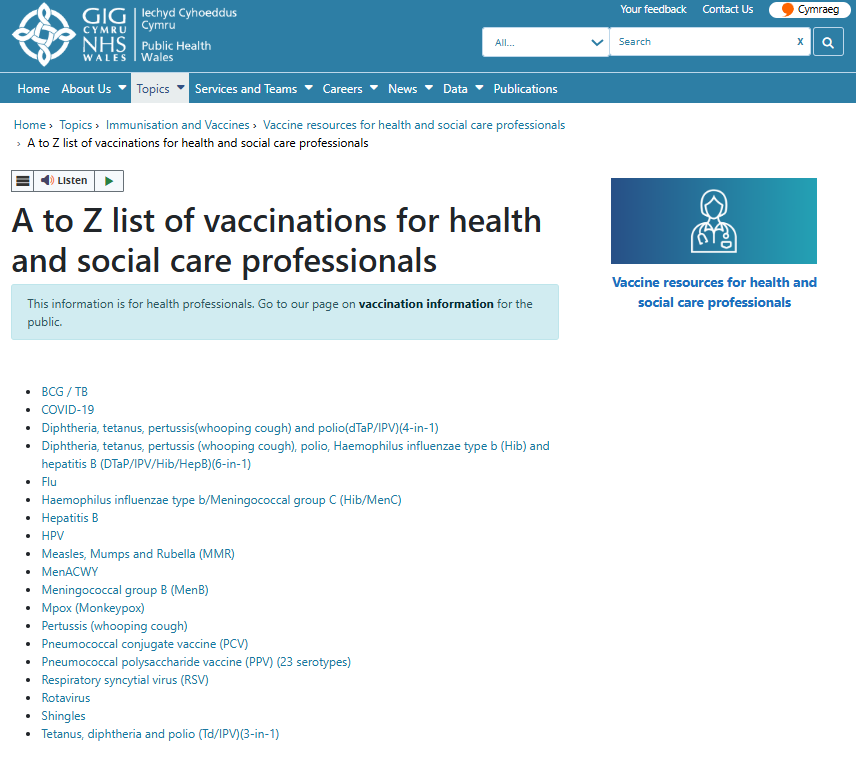 GIG
CYMRU
NHS
WALES
Iechyd Cyhoeddus
Cymru
Public Health
Wales
Your feedback
Contact Us
Cymraeg
All...
Search
x
Home
About Us
Topics
Services and Teams
Careers
News
Data
Publications
Home › Topics › Immunisation and Vaccines › Vaccine resources for health and social care professionals
› A to Z list of vaccinations for health and social care professionals
Listen
A to Z list of vaccinations for health
and social care professionals
This information is for health professionals. Go to our page on vaccination information for the
public.
Vaccine resources for health and
social care professionals
• BCG / TB
• COVID-19
• Diphtheria, tetanus, pertussis(whooping cough) and polio(dTaP/IPV)(4-in-1)
• Diphtheria, tetanus, pertussis (whooping cough), polio, Haemophilus influenzae type b (Hib) and
hepatitis B (DTaP/IPV/Hib/HepB)(6-in-1)
• Flu
• Haemophilus influenzae type b/Meningococcal group C (Hib/MenC)
• Hepatitis B
• HPV
• Measles, Mumps and Rubella (MMR)
• MenACWY
• Meningococcal group B (MenB)
• Mpox (Monkeypox)
• Pertussis (whooping cough)
• Pneumococcal conjugate vaccine (PCV)
• Pneumococcal polysaccharide vaccine (PPV) (23 serotypes)
• Respiratory syncytial virus (RSV)
• Rotavirus
• Shingles
• Tetanus, diphtheria and polio (Td/IPV)(3-in-1)